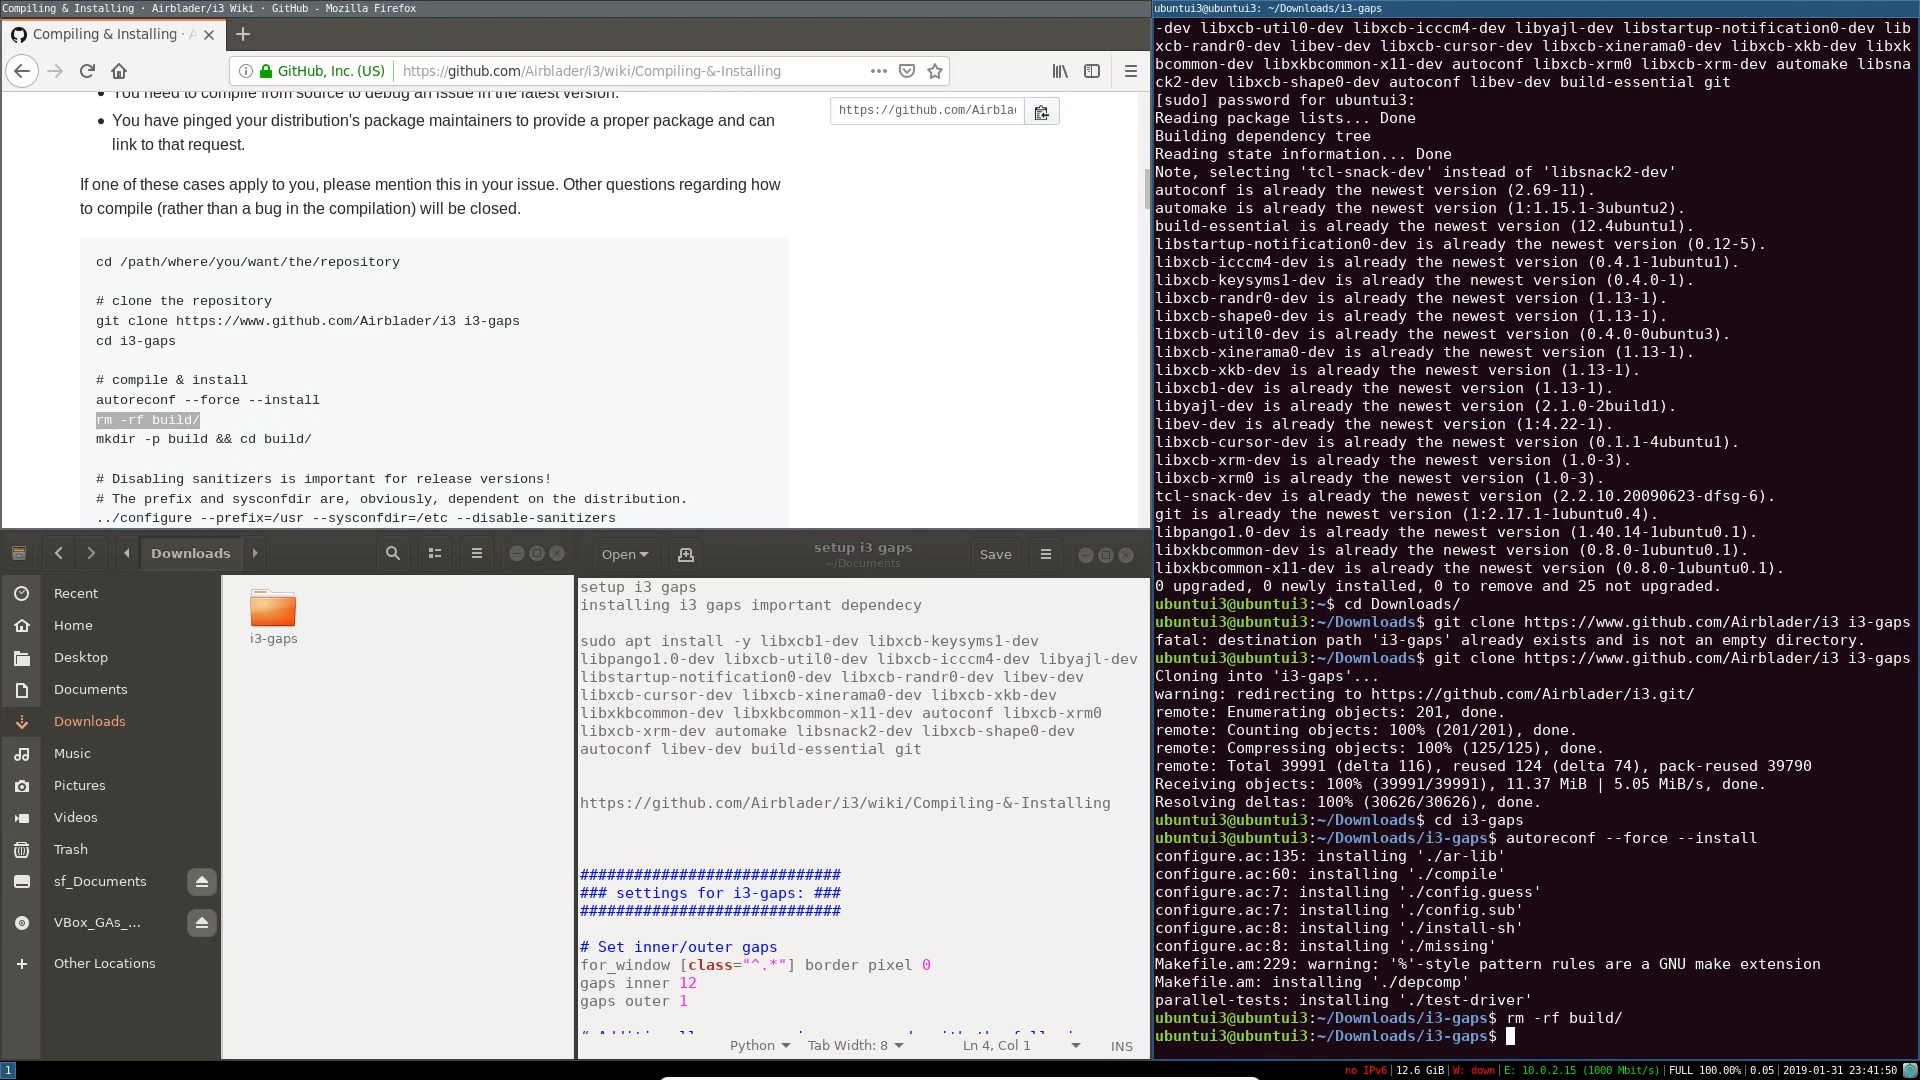 Compiling & Installing · Airblader/i3 Wiki · GitHub - Mozilla Firefox
Compiling & Installing · A
GitHub, Inc. (US)
https://github.com/Airblader/i3/wiki/Compiling-&-Installing
You need to compile from source to debug an issue in the latest version.
You have pinged your distribution's package maintainers to provide a proper package and can
link to that request.
https://github.com/Airblad
If one of these cases apply to you, please mention this in your issue. Other questions regarding how
to compile (rather than a bug in the compilation) will be closed.
cd /path/where/you/want/the/repository
# clone the repository
git clone https://www.github.com/Airblader/i3 i3-gaps
cd i3-gaps
# compile & install
autoreconf --force --install
rm -rf build/
mkdir -p build && cd build/
# Disabling sanitizers is important for release versions!
# The prefix and sysconfdir are, obviously, dependent on the distribution.
../configure --prefix=/usr --sysconfdir=/etc --disable-sanitizers
Downloads
Recent
Home
Desktop
Documents
Downloads
Music
Pictures
Videos
Trash
sf_Documents
VBox_GAs_...
Other Locations
i3-gaps
Open
setup i3 gaps
~/Documents
Save
setup i3 gaps
installing i3 gaps important dependecy
sudo apt install -y libxcb1-dev libxcb-keysyms1-dev
libpango1.0-dev libxcb-util0-dev libxcb-icccm4-dev libyajl-dev
libstartup-notification0-dev libxcb-randr0-dev libev-dev
libxcb-cursor-dev libxcb-xinerama0-dev libxcb-xkb-dev
libxkbcommon-dev libxkbcommon-x11-dev autoconf libxcb-xrm0
libxcb-xrm-dev automake libsnack2-dev libxcb-shape0-dev
autoconf libev-dev build-essential git
https://github.com/Airblader/i3/wiki/Compiling-&-Installing
#############################
### settings for i3-gaps: ###
#############################
# Set inner/outer gaps
for_window [class="^.*"] border pixel 0
gaps inner 12
gaps outer 1
Python
Tab Width: 8
Ln 4, Col 1
INS
ubuntui3@ubuntui3: ~/Downloads/i3-gaps
-dev libxcb-util0-dev libxcb-icccm4-dev libyajl-dev libstartup-notification0-dev lib
xcb-randr0-dev libev-dev libxcb-cursor-dev libxcb-xinerama0-dev libxcb-xkb-dev libxk
bcommon-dev libxkbcommon-x11-dev autoconf libxcb-xrm0 libxcb-xrm-dev automake libsna
ck2-dev libxcb-shape0-dev autoconf libev-dev build-essential git
[sudo] password for ubuntui3:
Reading package lists... Done
Building dependency tree
Reading state information... Done
Note, selecting 'tcl-snack-dev' instead of 'libsnack2-dev'
autoconf is already the newest version (2.69-11).
automake is already the newest version (1:1.15.1-3ubuntu2).
build-essential is already the newest version (12.4ubuntu1).
libstartup-notification0-dev is already the newest version (0.12-5).
libxcb-icccm4-dev is already the newest version (0.4.1-1ubuntu1).
libxcb-keysyms1-dev is already the newest version (0.4.0-1).
libxcb-randr0-dev is already the newest version (1.13-1).
libxcb-shape0-dev is already the newest version (1.13-1).
libxcb-util0-dev is already the newest version (0.4.0-0ubuntu3).
libxcb-xinerama0-dev is already the newest version (1.13-1).
libxcb-xkb-dev is already the newest version (1.13-1).
libxcb1-dev is already the newest version (1.13-1).
libyajl-dev is already the newest version (2.1.0-2build1).
libev-dev is already the newest version (1:4.22-1).
libxcb-cursor-dev is already the newest version (0.1.1-4ubuntu1).
libxcb-xrm-dev is already the newest version (1.0-3).
libxcb-xrm0 is already the newest version (1.0-3).
tcl-snack-dev is already the newest version (2.2.10.20090623-dfsg-6).
git is already the newest version (1:2.17.1-1ubuntu0.4).
libpango1.0-dev is already the newest version (1.40.14-1ubuntu0.1).
libxkbcommon-dev is already the newest version (0.8.0-1ubuntu0.1).
libxkbcommon-x11-dev is already the newest version (0.8.0-1ubuntu0.1).
0 upgraded, 0 newly installed, 0 to remove and 25 not upgraded.
ubuntui3@ubuntui3:~$ cd Downloads/
ubuntui3@ubuntui3:~/Downloads$ git clone https://www.github.com/Airblader/i3 i3-gaps
fatal: destination path 'i3-gaps' already exists and is not an empty directory.
ubuntui3@ubuntui3:~/Downloads$ git clone https://www.github.com/Airblader/i3 i3-gaps
Cloning into 'i3-gaps'...
warning: redirecting to https://github.com/Airblader/i3.git/
remote: Enumerating objects: 201, done.
remote: Counting objects: 100% (201/201), done.
remote: Compressing objects: 100% (125/125), done.
remote: Total 39991 (delta 116), reused 124 (delta 74), pack-reused 39790
Receiving objects: 100% (39991/39991), 11.37 MiB | 5.05 MiB/s, done.
Resolving deltas: 100% (30626/30626), done.
ubuntui3@ubuntui3:~/Downloads$ cd i3-gaps
ubuntui3@ubuntui3:~/Downloads/i3-gaps$ autoreconf --force --install
configure.ac:135: installing './ar-lib'
configure.ac:60: installing './compile'
configure.ac:7: installing './config.guess'
configure.ac:7: installing './config.sub'
configure.ac:8: installing './install-sh'
configure.ac:8: installing './missing'
Makefile.am:229: warning: '%'-style pattern rules are a GNU make extension
Makefile.am: installing './depcomp'
parallel-tests: installing './test-driver'
ubuntui3@ubuntui3:~/Downloads/i3-gaps$ rm -rf build/
ubuntui3@ubuntui3:~/Downloads/i3-gaps$
1
no IPv6|12.6 GiB|W: down|E: 10.0.2.15 (1000 Mbit/s)|FULL 100.00%|0.05|2019-01-31 23:41:50